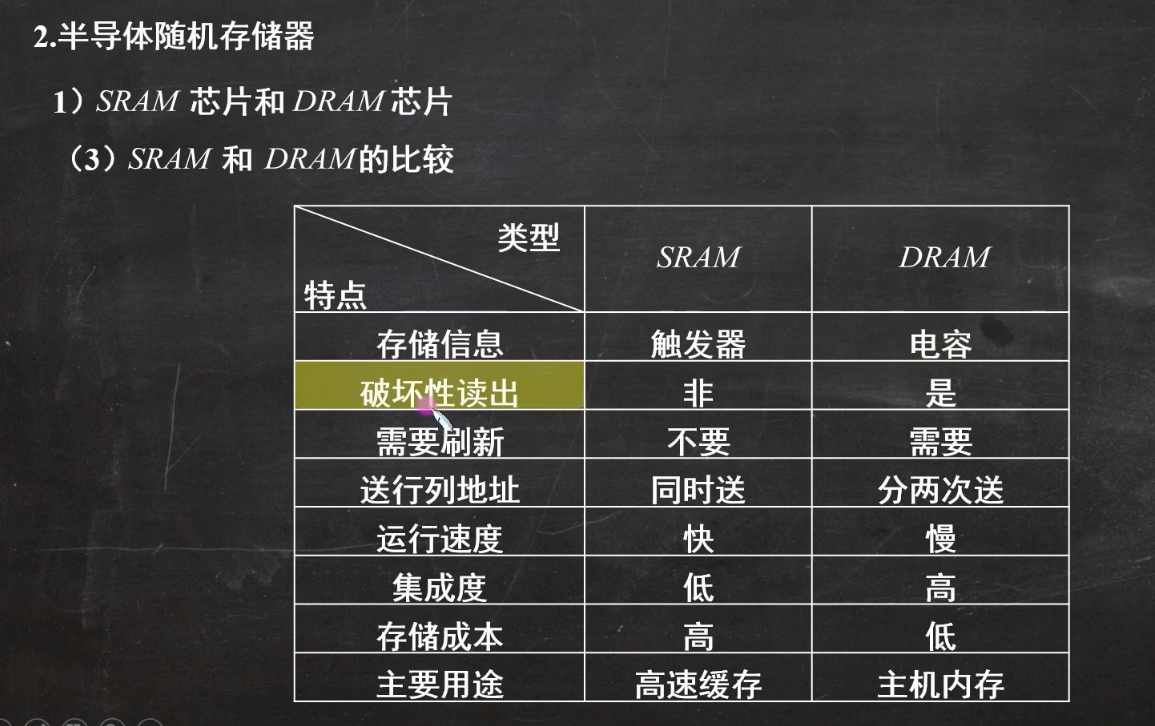 2.半导体随机存储器
1）SRAM 芯片和 DRAM 芯片
（3）SRAM 和 DRAM的比较
类型 SRAM DRAM
特点
存储信息 触发器 电容
破坏性读出 非 是
需要刷新 不要 需要
送行列地址 同时送 分两次送
运行速度 快 慢
集成度 低 高
存储成本 高 低
主要用途 高速缓存 主机内存